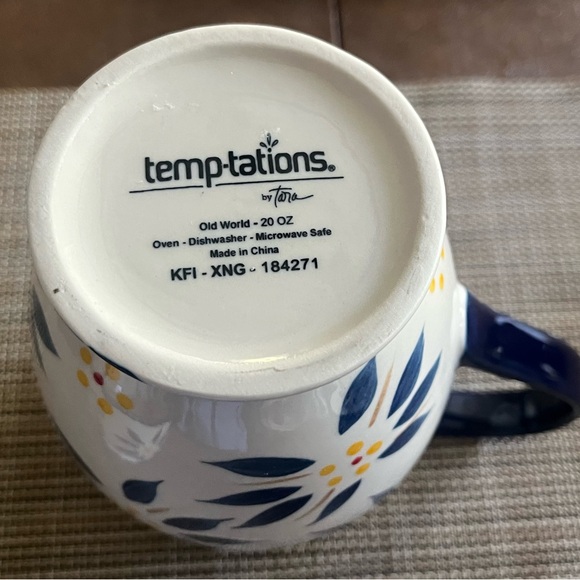 temp-tations®
by Tara
Old World - 20 OZ
Oven - Dishwasher - Microwave Safe
Made in China
KFI - XNG - 184271